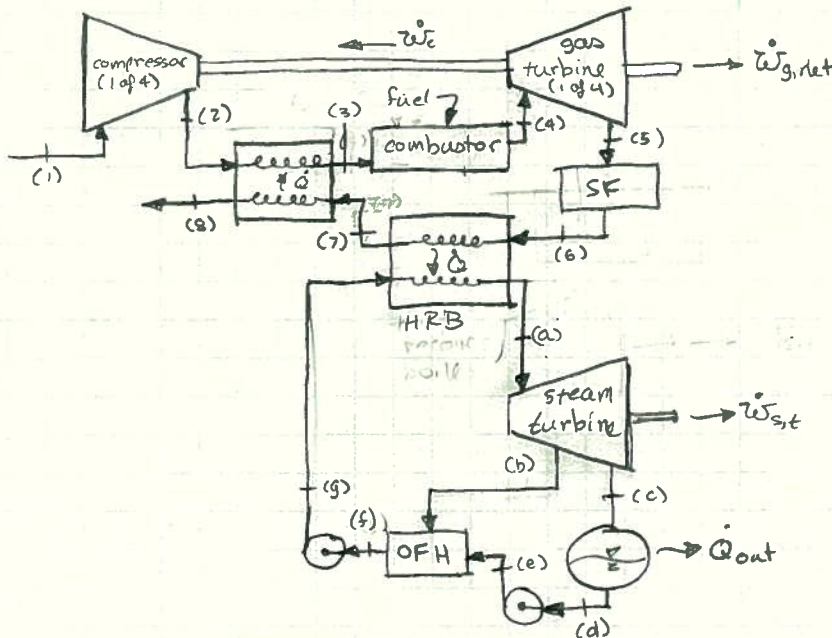 ẇc
compressor
(1 of 4)
gas
turbine
(1 of 4)
Ẇg,net
fuel
(2)
(3)
combustor
(4)
(5)
(1)
Q̇
SF
(8)
(7)
(6)
Q̇
HRB
(a)
steam
turbine
Ẇs,t
(b)
(c)
(g)
(f)
OFH
(e)
Q̇out
(d)